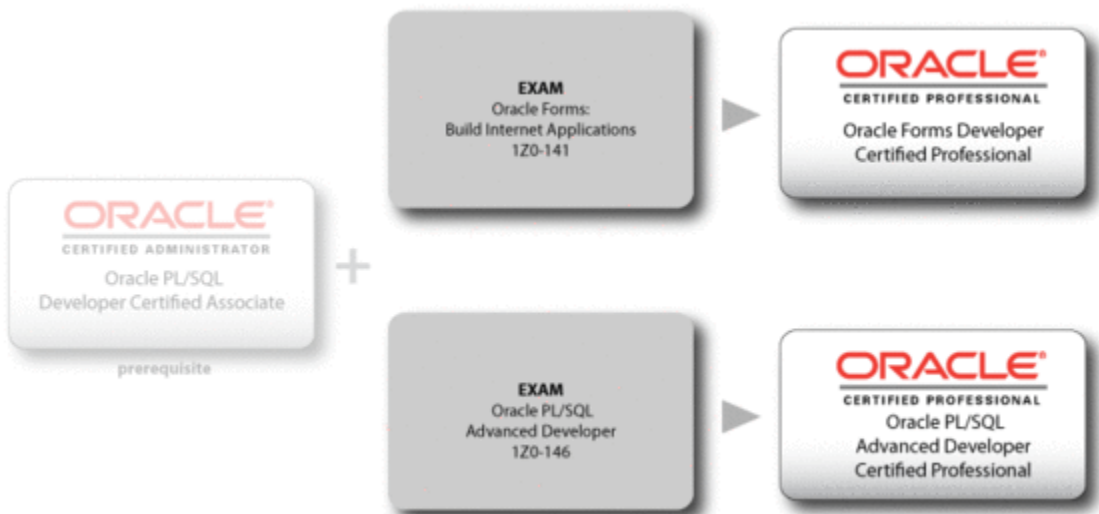 ORACLE®
CERTIFIED ADMINISTRATOR
Oracle PL/SQL
Developer Certified Associate
prerequisite
+
EXAM
Oracle Forms:
Build Internet Applications
1Z0-141
ORACLE®
CERTIFIED PROFESSIONAL
Oracle Forms Developer
Certified Professional
EXAM
Oracle PL/SQL
Advanced Developer
1Z0-146
ORACLE®
CERTIFIED PROFESSIONAL
Oracle PL/SQL
Advanced Developer
Certified Professional